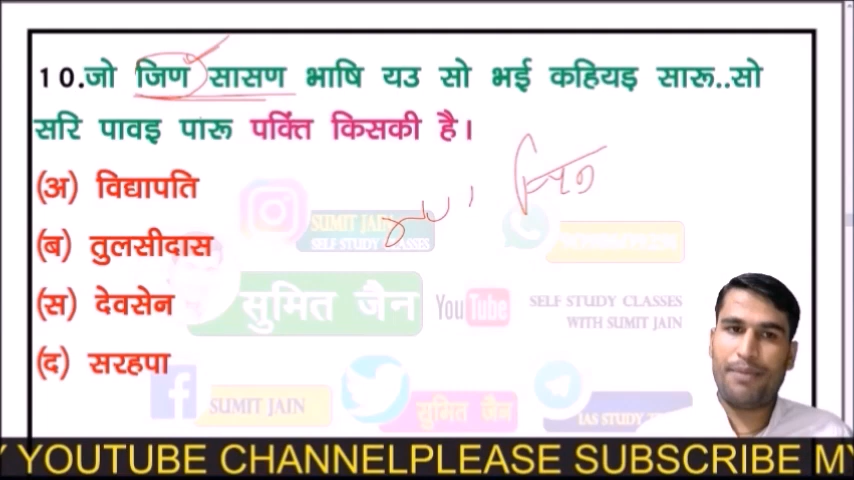 10.जो जिण सासण भाषि यउ सो भई कहियइ सारू..सो
सरि पावइ पारू पक्तिं किसकी है।
(अ) विद्यापति
(ब) तुलसीदास
(स) देवसेन
(द) सरहपा
SUMIT JAIN
SELF STUDY CLASSES
सुमित जैन
YouTube
SELF STUDY CLASSES
WITH SUMIT JAIN
SUMIT JAIN
सुमित जैन
IAS STUDY
YOUTUBE CHANNELPLEASE SUBSCRIBE MY